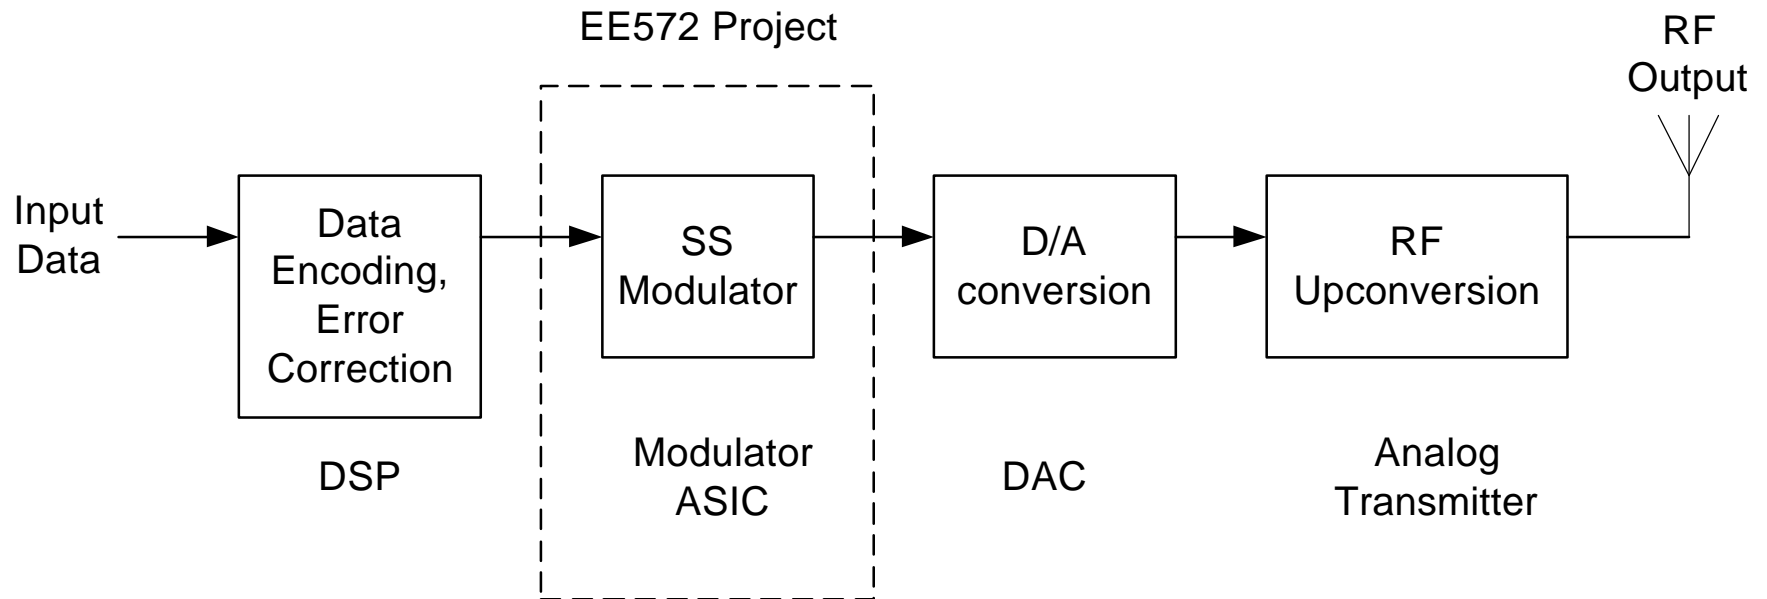 EE572 Project
RF
Output
Input
Data
Data
Encoding,
Error
Correction
SS
Modulator
D/A
conversion
RF
Upconversion
DSP
Modulator
ASIC
DAC
Analog
Transmitter